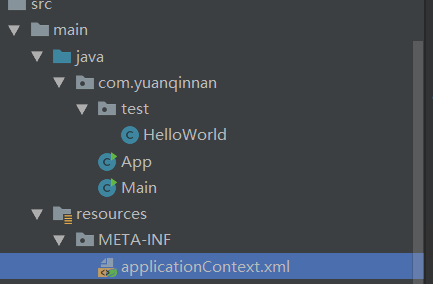 src
main
java
com.yuanqinnan
test
HelloWorld
App
Main
resources
META-INF
applicationContext.xml